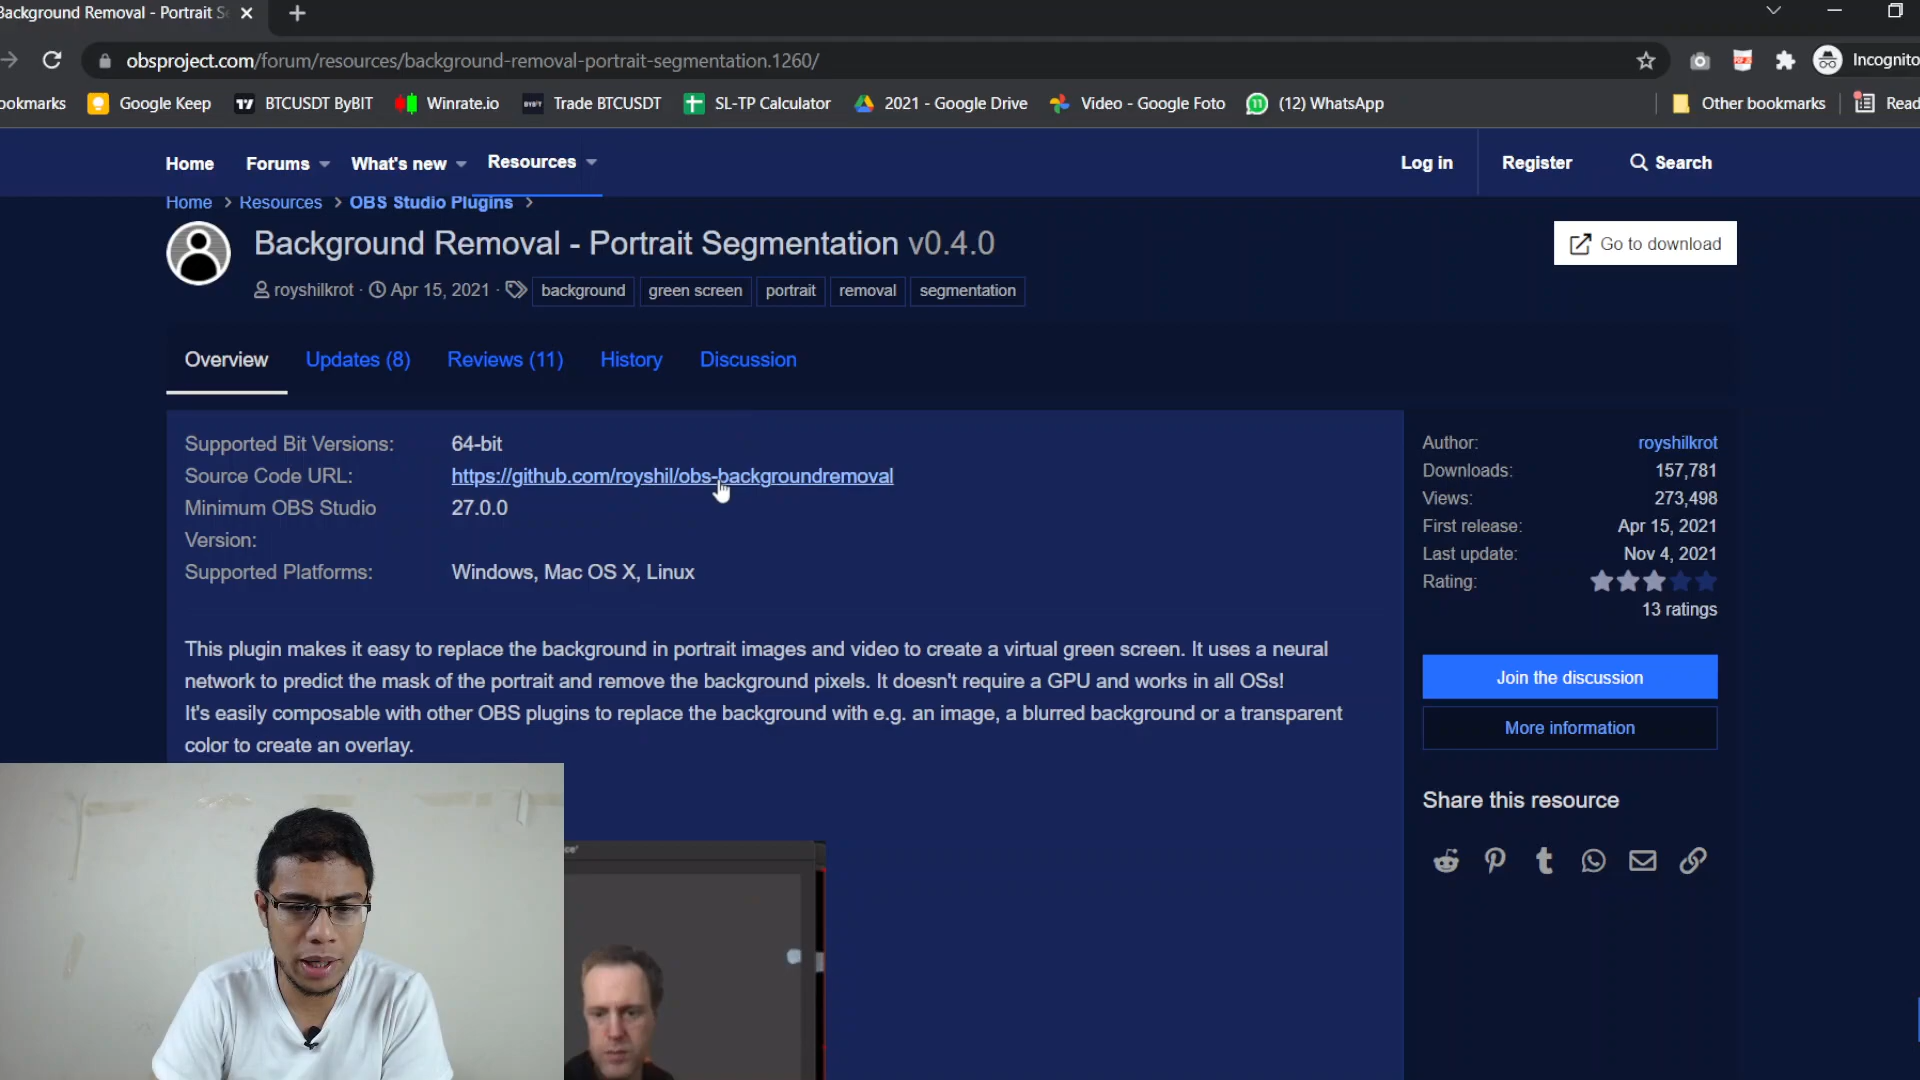 Background Removal - Portrait S
obsproject.com/forum/resources/background-removal-portrait-segmentation.1260/
Incognito
ookmarks
Google Keep
BTCUSDT ByBIT
Winrate.io
Trade BTCUSDT
SL-TP Calculator
2021 - Google Drive
Video - Google Foto
(12) WhatsApp
Other bookmarks
Read
Home
Forums
What's new
Resources
Log in
Register
Search
Home > Resources > OBS Studio Plugins >
Background Removal - Portrait Segmentation v0.4.0
Go to download
royshilkrot · Apr 15, 2021 · background green screen portrait removal segmentation
Overview
Updates (8)
Reviews (11)
History
Discussion
Supported Bit Versions: 64-bit
Source Code URL: https://github.com/royshil/obs-backgroundremoval
Minimum OBS Studio 27.0.0
Version:
Supported Platforms: Windows, Mac OS X, Linux
This plugin makes it easy to replace the background in portrait images and video to create a virtual green screen. It uses a neural
network to predict the mask of the portrait and remove the background pixels. It doesn't require a GPU and works in all OSs!
It's easily composable with other OBS plugins to replace the background with e.g. an image, a blurred background or a transparent
color to create an overlay.
Author: royshilkrot
Downloads: 157,781
Views: 273,498
First release: Apr 15, 2021
Last update: Nov 4, 2021
Rating:
13 ratings
Join the discussion
More information
Share this resource